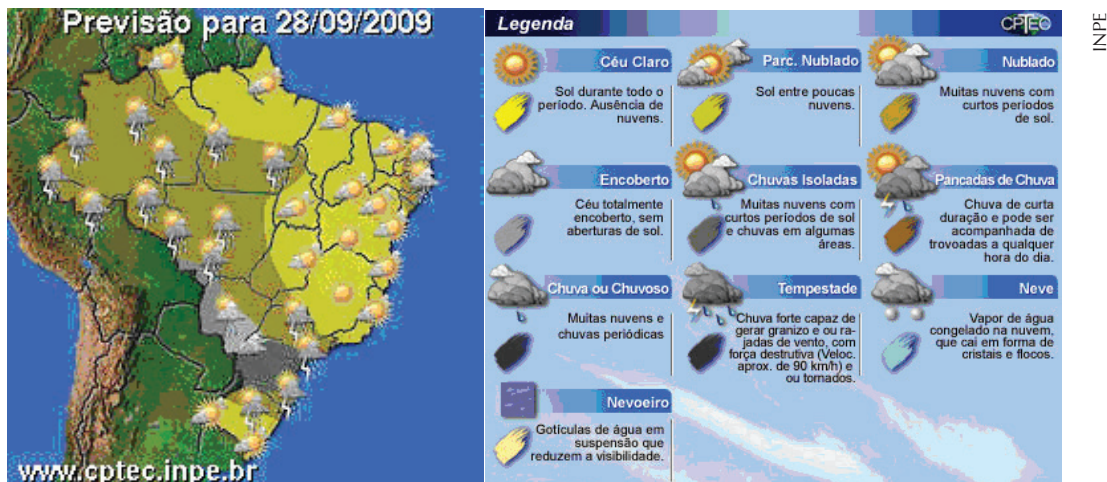 Previsão para 28/09/2009
www.cptec.inpe.br
Legenda
CPTEC
Céu Claro
Sol durante todo o
período. Ausência de
nuvens.
Parc. Nublado
Sol entre poucas
nuvens.
Nublado
Muitas nuvens com
curtos períodos
de sol.
Encoberto
Céu totalmente
encoberto, sem
aberturas de sol.
Chuvas Isoladas
Muitas nuvens com
curtos períodos de sol
e chuvas em algumas
áreas.
Pancadas de Chuva
Chuva de curta
duração e pode ser
acompanhada de
trovoadas a qualquer
hora do dia.
Chuva ou Chuvoso
Muitas nuvens e
chuvas periódicas
Tempestade
Chuva forte capaz de
gerar granizo e ou ra-
jadas de vento, com
força destrutiva (Veloc.
aprox. de 90 km/h) e
ou tornados.
Neve
Vapor de água
congelado na nuvem,
que cai em forma de
cristais e flocos.
Nevoeiro
Gotículas de água em
suspensão que
reduzem a visibilidade.
INPE